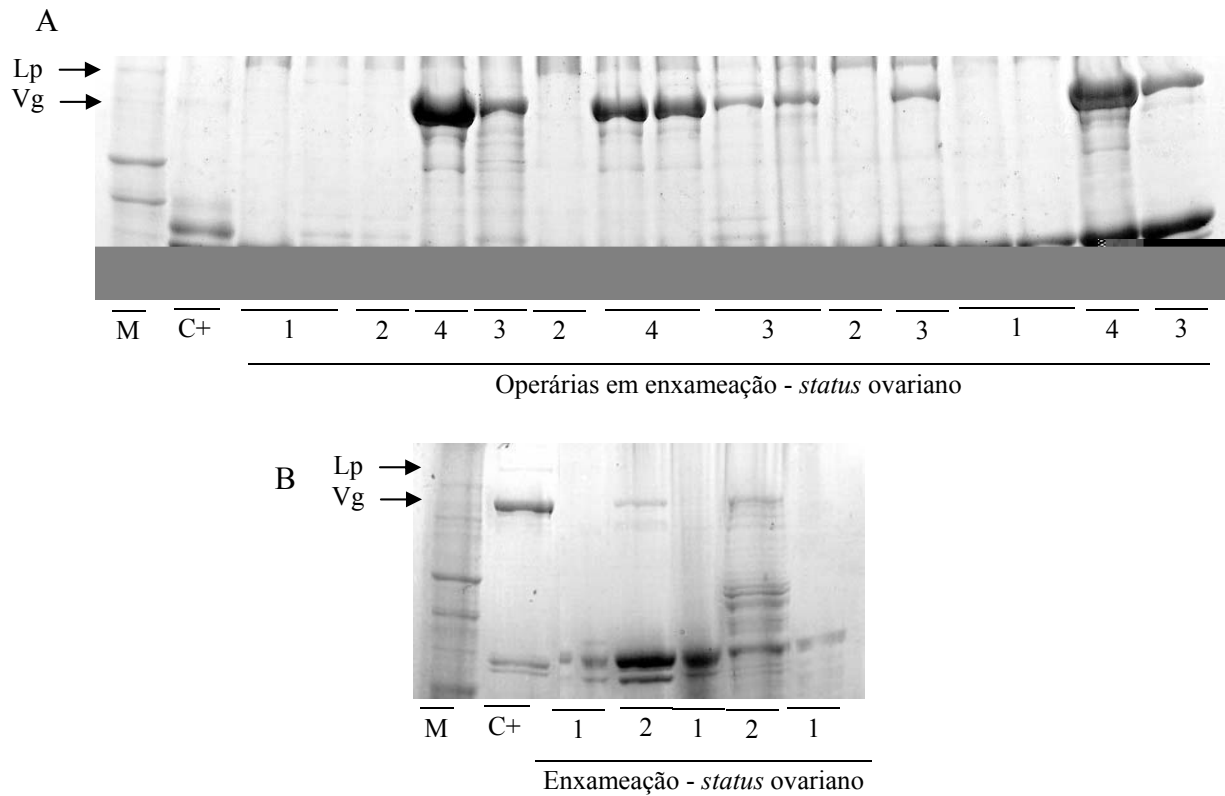 A
Lp
Vg
M C+ 1 2 4 3 2 4 3 2 3 1 4 3
Operárias em enxameação - status ovariano
B
Lp
Vg
M C+ 1 2 1 2 1
Enxameação - status ovariano